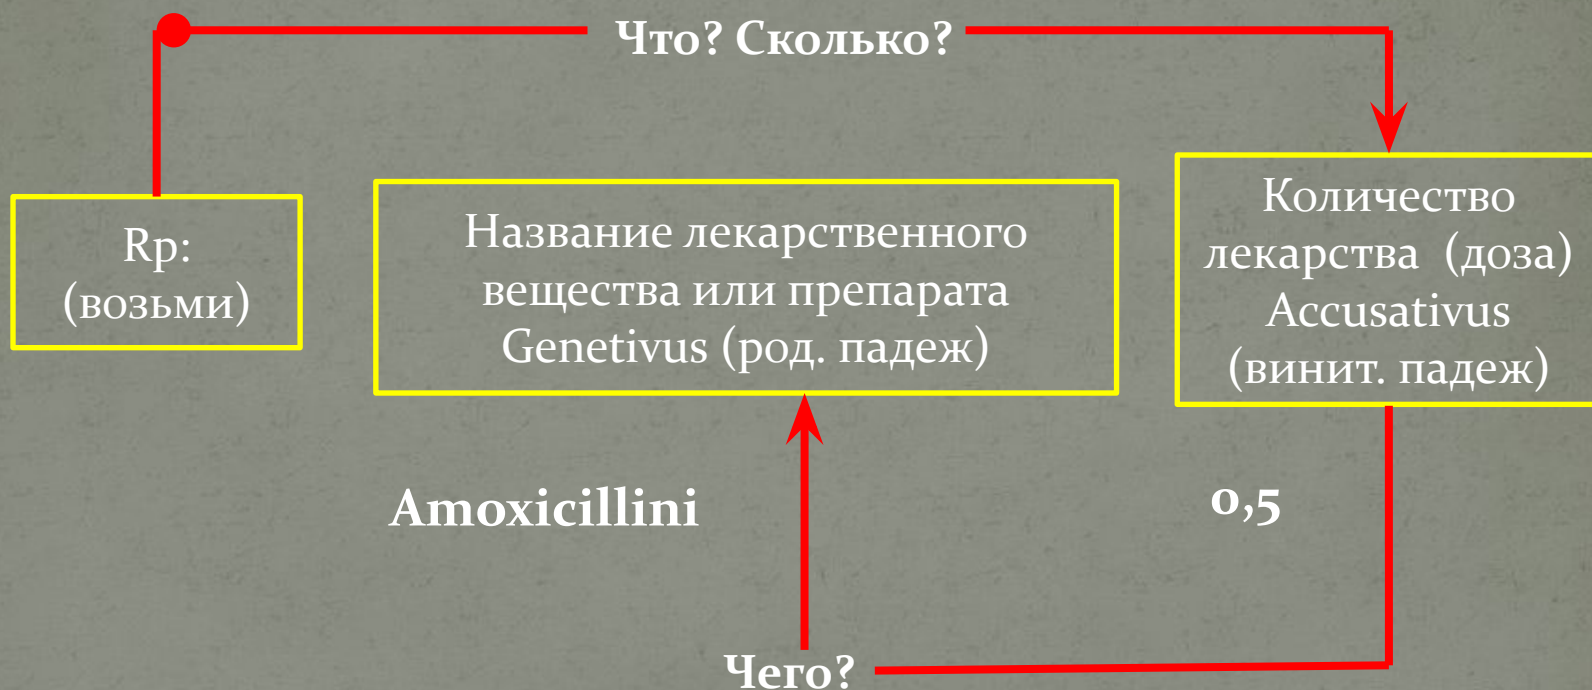 Что? Сколько?
Rp:
(возьми)
Название лекарственного
вещества или препарата
Genetivus (род. падеж)
Количество
лекарства (доза)
Accusativus
(винит. падеж)
Amoxicillini
0,5
Чего?